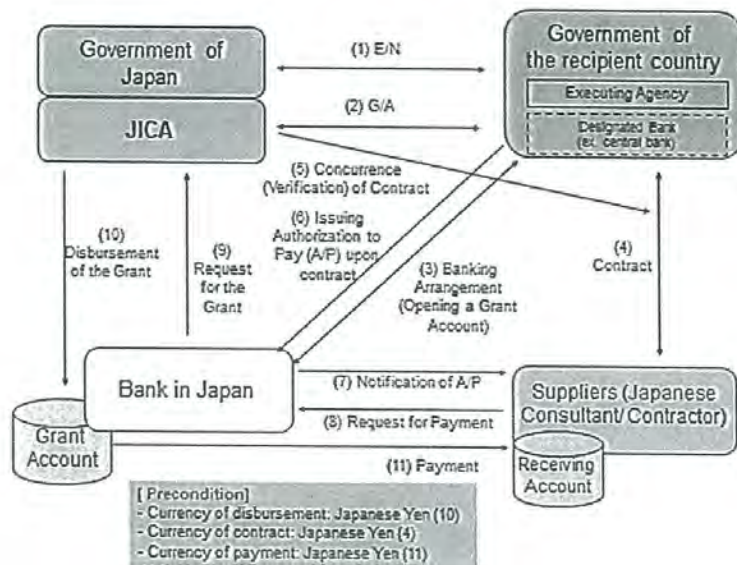 Government of
Japan
JICA
(1) E/N
(2) G/A
Government of
the recipient country
Executing Agency
Designated Bank
(ex. central bank)
(5) Concurrence
(Verification) of Contract
(6) Issuing
Authorization to
Pay (A/P) upon
contract
(10)
Disbursement
of the Grant
(9)
Request
for the
Grant
(3) Banking
Arrangement
(Opening a Grant
Account)
(4)
Contract
Bank in Japan
(7) Notification of A/P
(8) Request for Payment
Suppliers (Japanese
Consultant/ Contractor)
Grant
Account
(11) Payment
Receiving
Account
[ Precondition]
- Currency of disbursement: Japanese Yen (10)
- Currency of contract: Japanese Yen (4)
- Currency of payment: Japanese Yen (11)